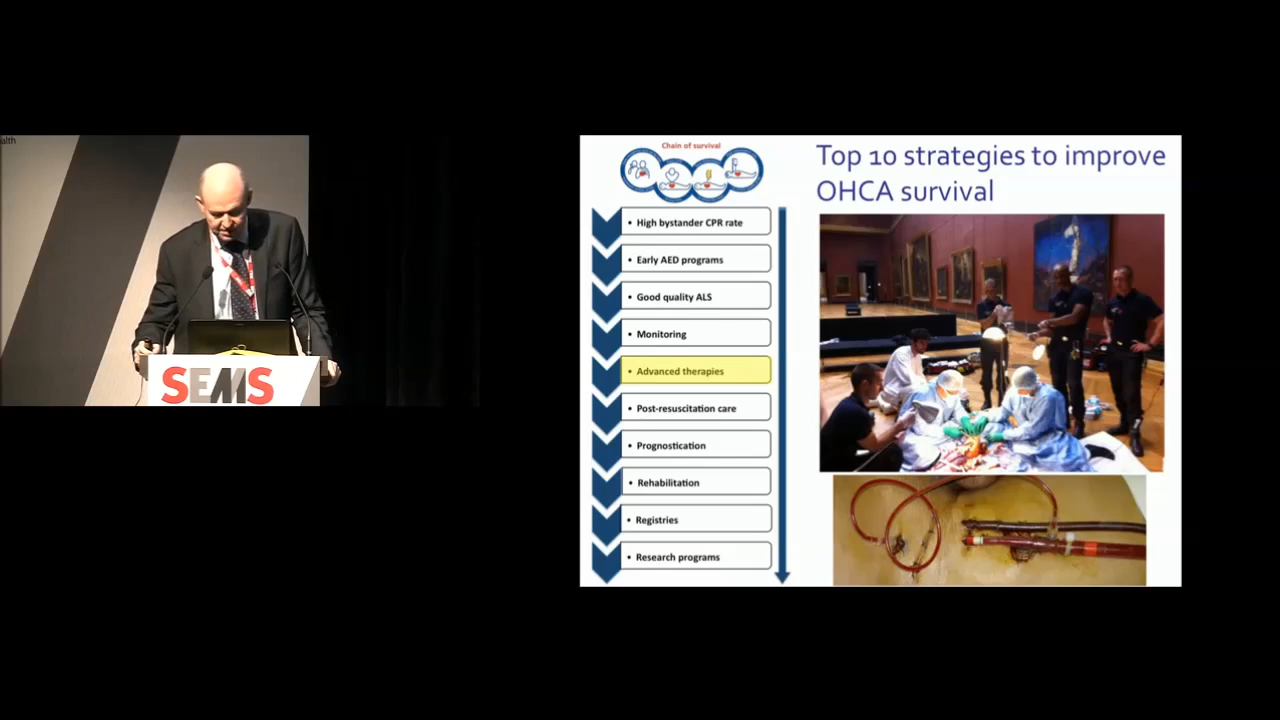 alth
SEMS
Chain of survival
• High bystander CPR rate
• Early AED programs
• Good quality ALS
• Monitoring
• Advanced therapies
• Post-resuscitation care
• Prognostication
• Rehabilitation
• Registries
• Research programs
Top 10 strategies to improve
OHCA survival